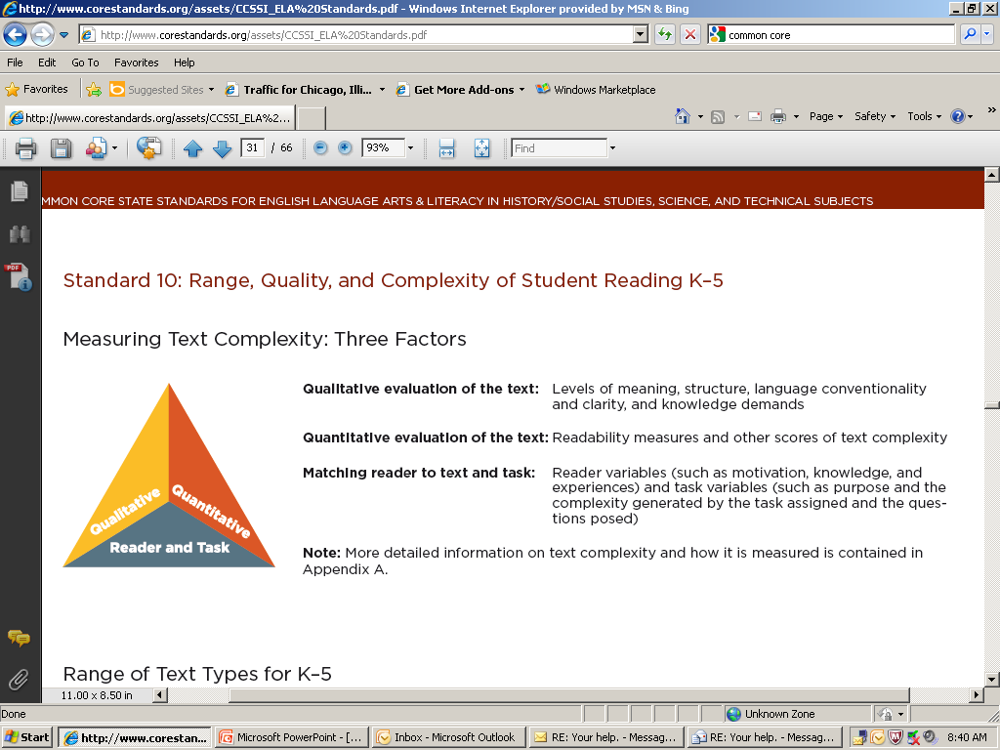 http://www.corestandards.org/assets/CCSSI_ELA%20Standards.pdf - Windows Internet Explorer provided by MSN & Bing
http://www.corestandards.org/assets/CCSSI_ELA%20Standards.pdf common core
File Edit Go To Favorites Help
Favorites Suggested Sites Traffic for Chicago, Illi... Get More Add-ons Windows Marketplace
http://www.corestandards.org/assets/CCSSI_ELA%2... Page Safety Tools »
31 / 66 93% Find
MMON CORE STATE STANDARDS FOR ENGLISH LANGUAGE ARTS & LITERACY IN HISTORY/SOCIAL STUDIES, SCIENCE, AND TECHNICAL SUBJECTS
Standard 10: Range, Quality, and Complexity of Student Reading K–5
Measuring Text Complexity: Three Factors
Qualitative
Quantitative
Reader and Task
Qualitative evaluation of the text: Levels of meaning, structure, language conventionality
and clarity, and knowledge demands
Quantitative evaluation of the text: Readability measures and other scores of text complexity
Matching reader to text and task: Reader variables (such as motivation, knowledge, and
experiences) and task variables (such as purpose and the
complexity generated by the task assigned and the ques-
tions posed)
Note: More detailed information on text complexity and how it is measured is contained in
Appendix A.
Range of Text Types for K–5
11.00 x 8.50 in
Done Unknown Zone
Start http://www.corestan... Microsoft PowerPoint - [... Inbox - Microsoft Outlook RE: Your help. - Messag... RE: Your help. - Messag... 8:40 AM
PDF